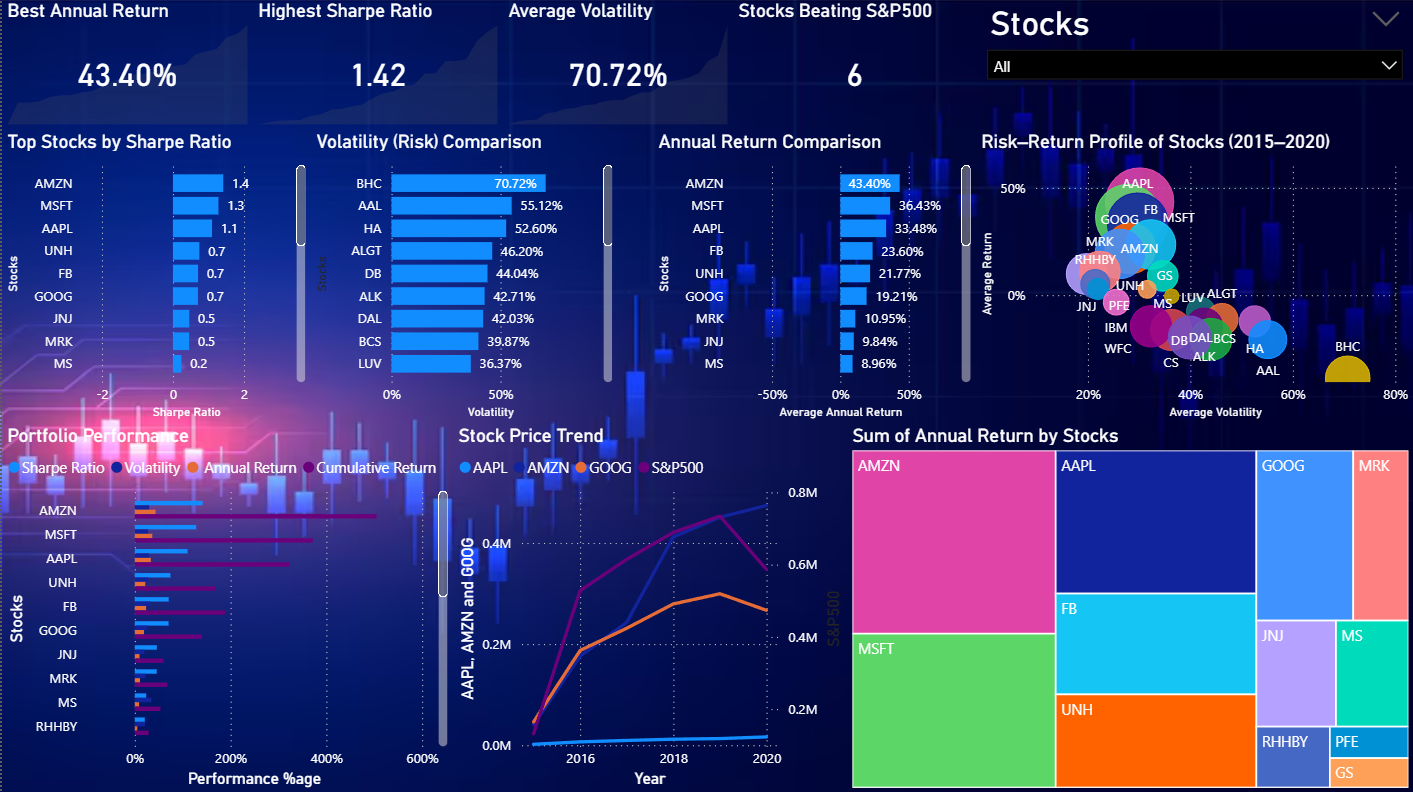 Best Annual Return
43.40%
Highest Sharpe Ratio
1.42
Average Volatility
70.72%
Stocks Beating S&P500
6
Stocks
All
Top Stocks by Sharpe Ratio
Stocks
AMZN 1.4
MSFT 1.3
AAPL 1.1
UNH 0.7
FB 0.7
GOOG 0.7
JNJ 0.5
MRK 0.5
MS 0.2
-2 0 2
Sharpe Ratio
Volatility (Risk) Comparison
Stocks
BHC 70.72%
AAL 55.12%
HA 52.60%
ALGT 46.20%
DB 44.04%
ALK 42.71%
DAL 42.03%
BCS 39.87%
LUV 36.37%
0% 50%
Volatility
Annual Return Comparison
Stocks
AMZN 43.40%
MSFT 36.43%
AAPL 33.48%
FB 23.60%
UNH 21.77%
GOOG 19.21%
MRK 10.95%
JNJ 9.84%
MS 8.96%
-50% 0% 50%
Average Annual Return
Risk–Return Profile of Stocks (2015–2020)
Average Return
50%
0%
AAPL
FB
GOOG
MSFT
MRK
AMZN
RHHBY
GS
UNH
JNJ
PFE
MS
LUV
ALGT
IBM
WFC
DB
DAL
BCS
CS
ALK
HA
AAL
BHC
20% 40% 60% 80%
Average Volatility
Portfolio Performance
Sharpe Ratio Volatility Annual Return Cumulative Return
Stocks
AMZN
MSFT
AAPL
UNH
FB
GOOG
JNJ
MRK
MS
RHHBY
0% 200% 400% 600%
Performance %age
Stock Price Trend
AAPL AMZN GOOG S&P500
AAPL, AMZN and GOOG
0.4M
0.2M
0.0M
0.8M
0.6M
0.4M
0.2M
S&P500
2016 2018 2020
Year
Sum of Annual Return by Stocks
AMZN
MSFT
AAPL
FB
UNH
GOOG
MRK
JNJ
MS
RHHBY
PFE
GS